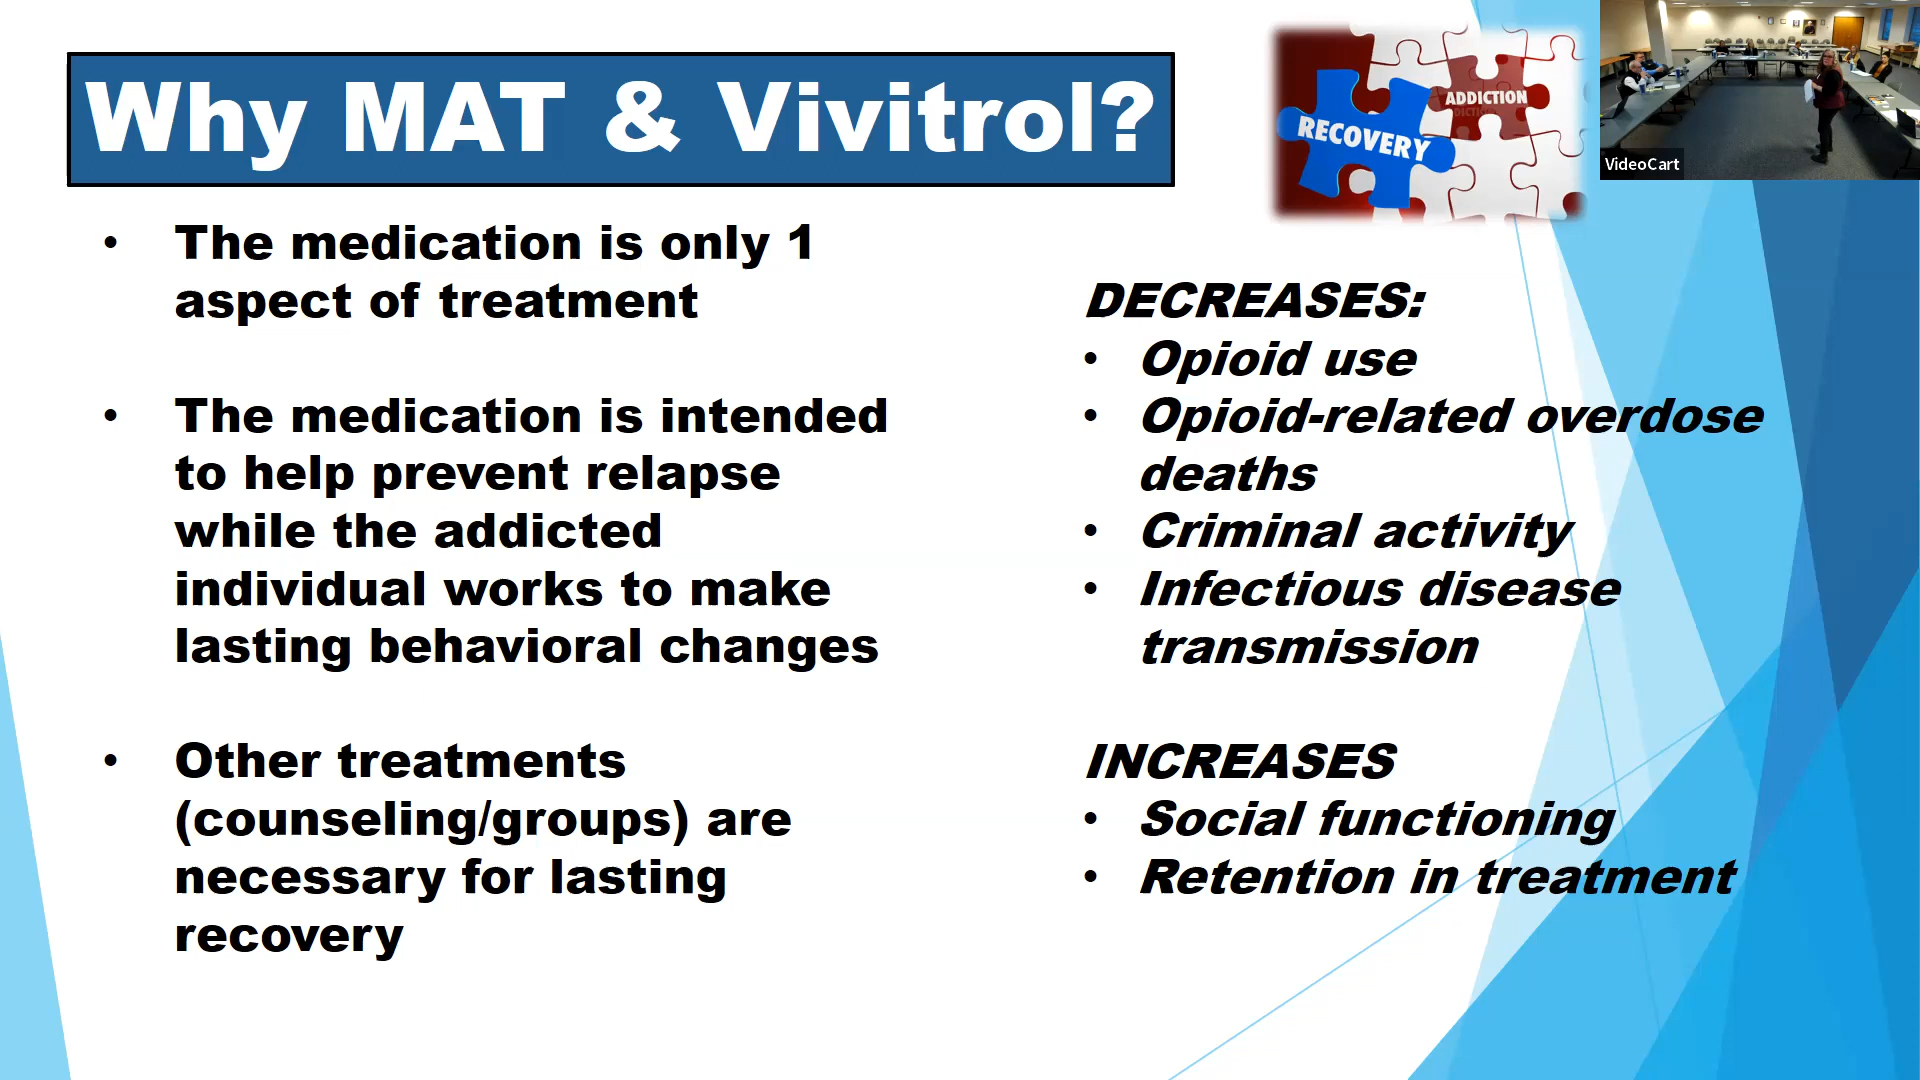 Why MAT & Vivitrol?
RECOVERY
ADDICTION
VideoCart
• The medication is only 1
aspect of treatment
• The medication is intended
to help prevent relapse
while the addicted
individual works to make
lasting behavioral changes
• Other treatments
(counseling/groups) are
necessary for lasting
recovery
DECREASES:
• Opioid use
• Opioid-related overdose
deaths
• Criminal activity
• Infectious disease
transmission
INCREASES
• Social functioning
• Retention in treatment